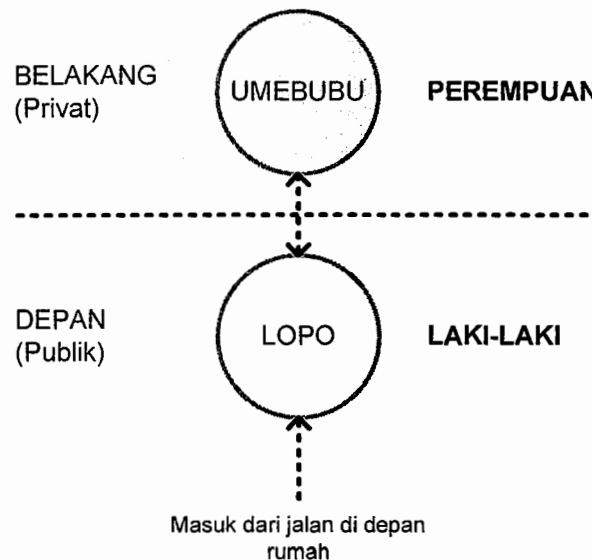 BELAKANG
(Privat)
UMEBUBU
PEREMPUAN
DEPAN
(Publik)
LOPO
LAKI-LAKI
Masuk dari jalan di depan
rumah